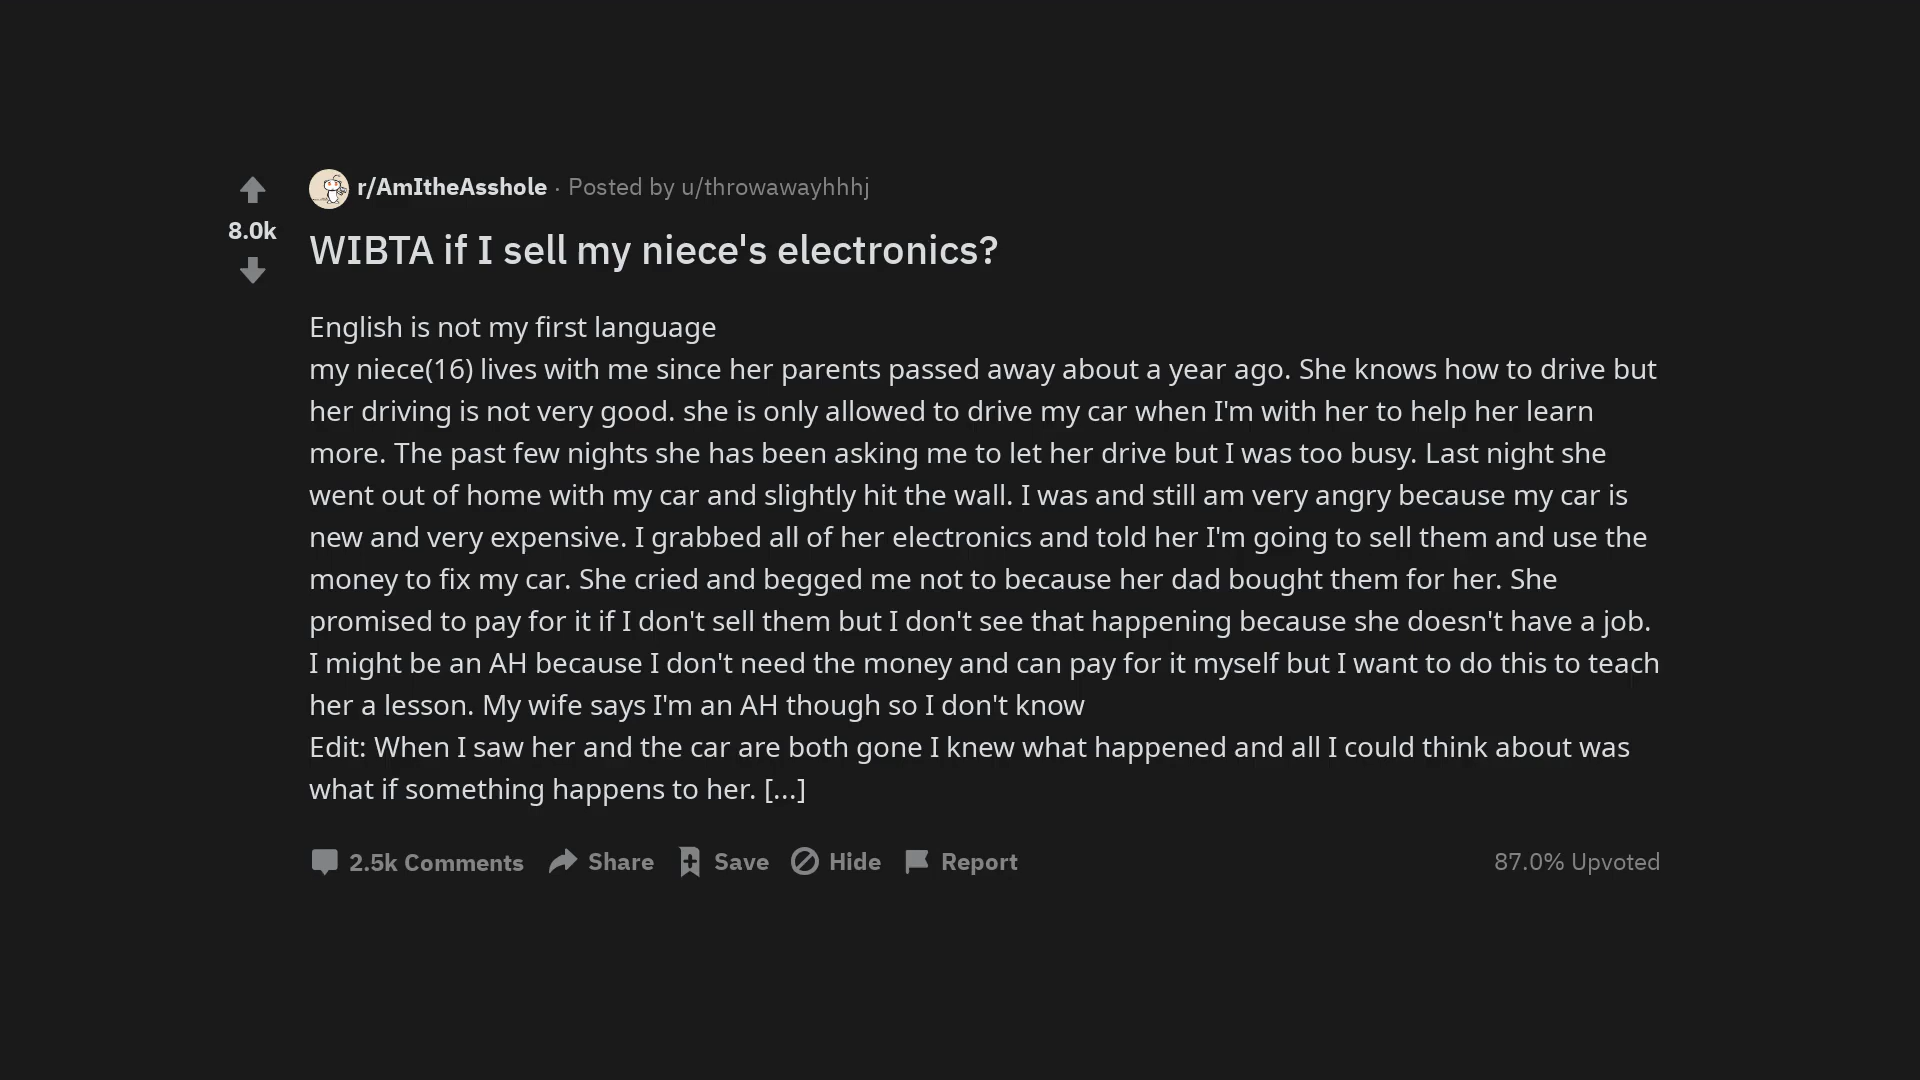 r/AmItheAsshole · Posted by u/throwawayhhhj
8.0k
WIBTA if I sell my niece's electronics?
English is not my first language
my niece(16) lives with me since her parents passed away about a year ago. She knows how to drive but
her driving is not very good. she is only allowed to drive my car when I'm with her to help her learn
more. The past few nights she has been asking me to let her drive but I was too busy. Last night she
went out of home with my car and slightly hit the wall. I was and still am very angry because my car is
new and very expensive. I grabbed all of her electronics and told her I'm going to sell them and use the
money to fix my car. She cried and begged me not to because her dad bought them for her. She
promised to pay for it if I don't sell them but I don't see that happening because she doesn't have a job.
I might be an AH because I don't need the money and can pay for it myself but I want to do this to teach
her a lesson. My wife says I'm an AH though so I don't know
Edit: When I saw her and the car are both gone I knew what happened and all I could think about was
what if something happens to her. [...]
2.5k Comments Share Save Hide Report 87.0% Upvoted